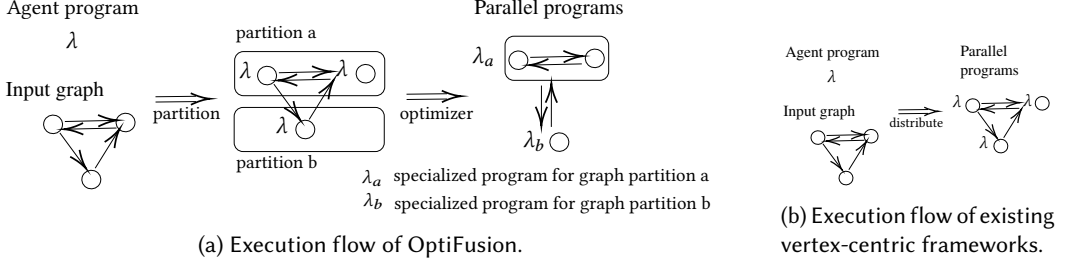 Agent program
λ
Input graph
partition
partition a
λ
λ
λ
partition b
optimizer
Parallel programs
λa
λb
λa specialized program for graph partition a
λb specialized program for graph partition b
(a) Execution flow of OptiFusion.
Agent program
λ
Input graph
distribute
Parallel
programs
λ
λ
λ
(b) Execution flow of existing
vertex-centric frameworks.